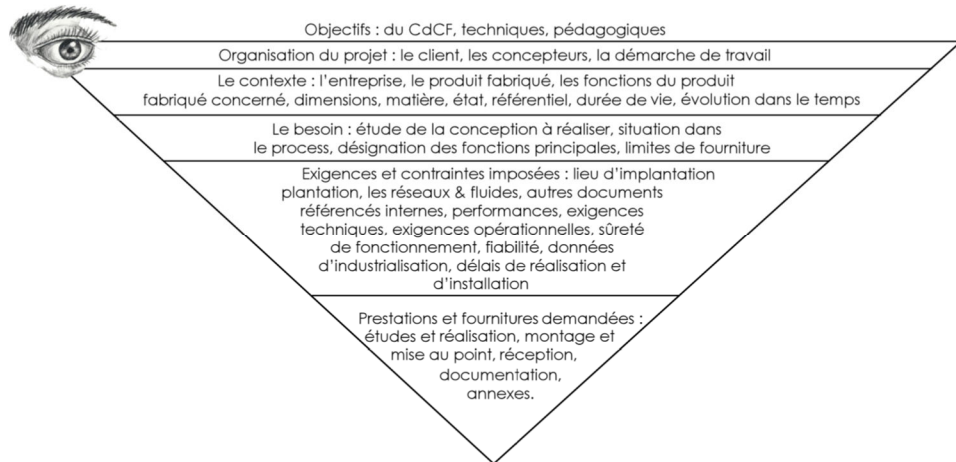 Objectifs : du CdCF, techniques, pédagogiques
Organisation du projet : le client, les concepteurs, la démarche de travail
Le contexte : l'entreprise, le produit fabriqué, les fonctions du produit
fabriqué concerné, dimensions, matière, état, référentiel, durée de vie, évolution dans le temps
Le besoin : étude de la conception à réaliser, situation dans
le process, désignation des fonctions principales, limites de fourniture
Exigences et contraintes imposées : lieu d'implantation
plantation, les réseaux & fluides, autres documents
référencés internes, performances, exigences
techniques, exigences opérationnelles, sûreté
de fonctionnement, fiabilité, données
d'industrialisation, délais de réalisation et
d'installation
Prestations et fournitures demandées :
études et réalisation, montage et
mise au point, réception,
documentation,
annexes.